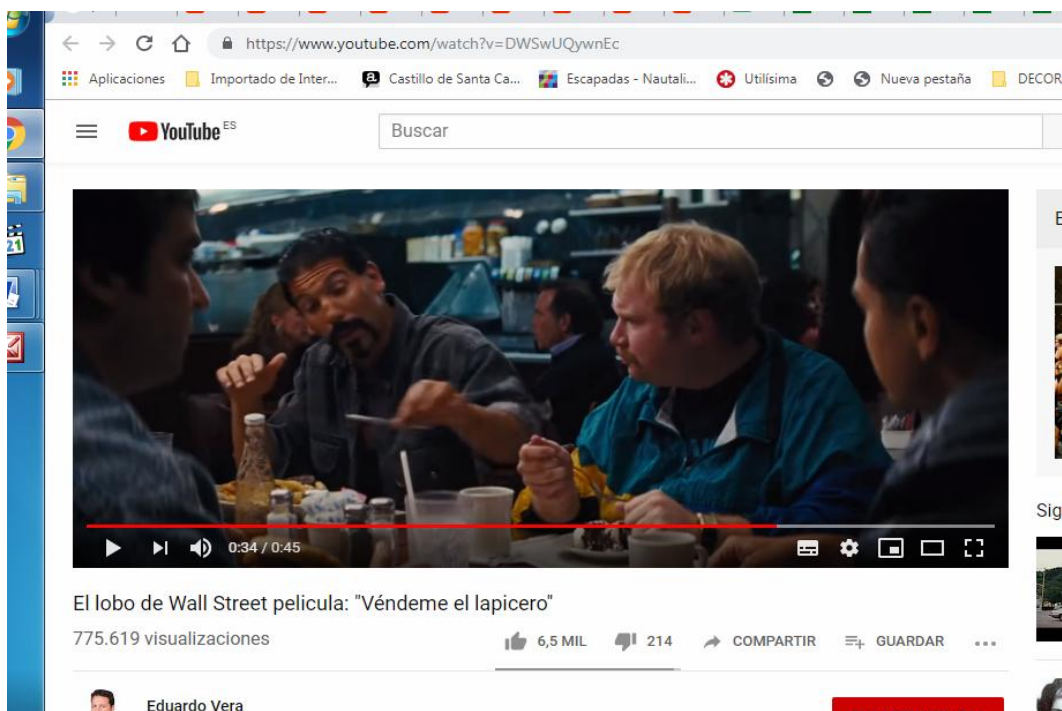 https://www.youtube.com/watch?v=DWSwUQywnEc
Aplicaciones Importado de Inter... Castillo de Santa Ca... Escapadas - Nautali... Utilísima Nueva pestaña DECOR
YouTube ES
Buscar
0:34 / 0:45
Sig
El lobo de Wall Street pelicula: "Véndeme el lapicero"
775.619 visualizaciones 6,5 MIL 214 COMPARTIR GUARDAR
Eduardo Vera